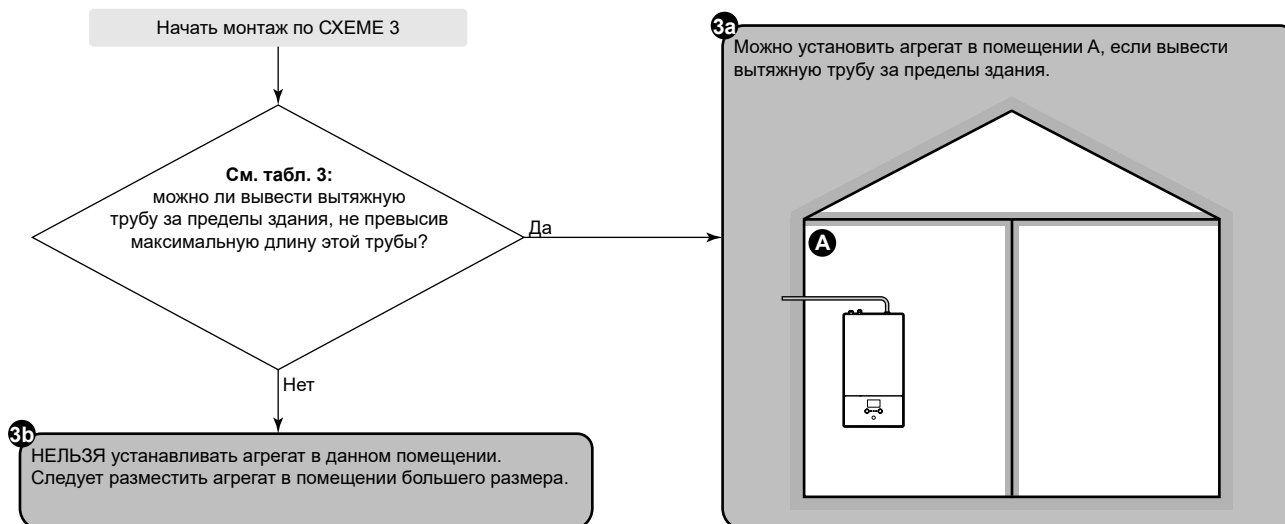 Начать монтаж по СХЕМЕ 3
См. табл. 3:
можно ли вывести вытяжную
трубу за пределы здания, не превысив
максимальную длину этой трубы?
Да
Нет
3a
Можно установить агрегат в помещении А, если вывести
вытяжную трубу за пределы здания.
A
3b
НЕЛЬЗЯ устанавливать агрегат в данном помещении.
Следует разместить агрегат в помещении большего размера.